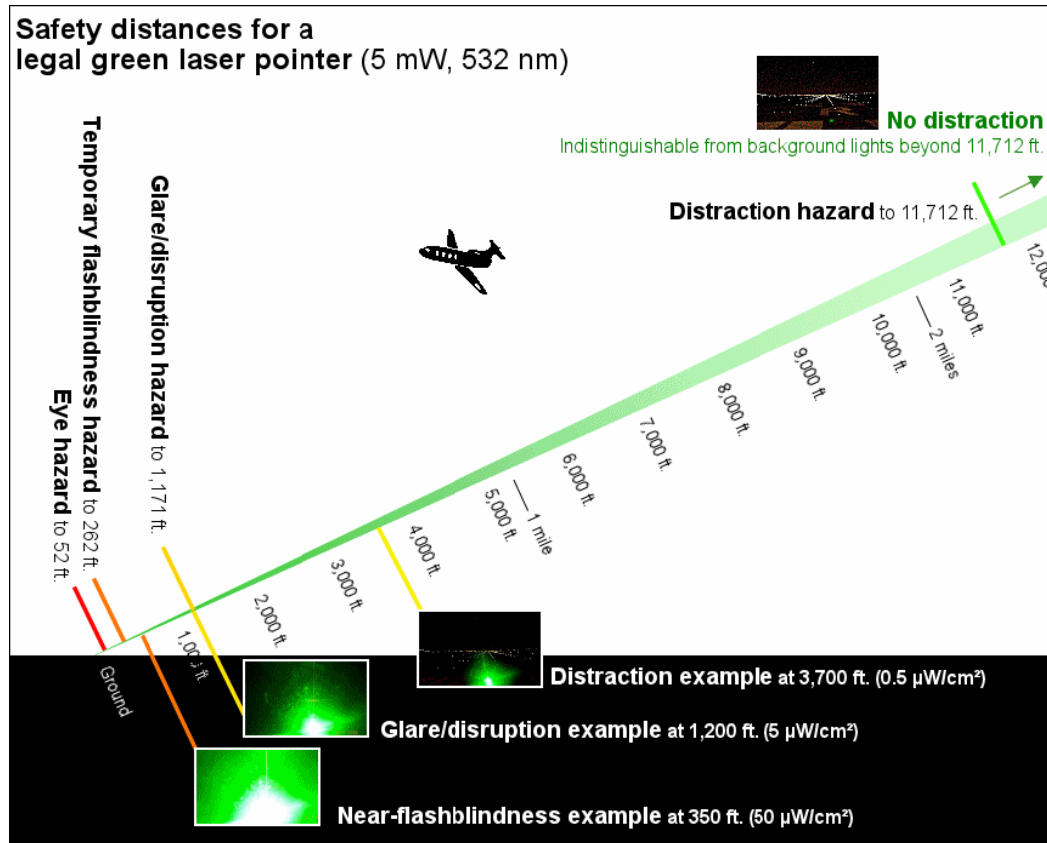 Safety distances for a
legal green laser pointer (5 mW, 532 nm)
No distraction
Indistinguishable from background lights beyond 11,712 ft.
Distraction hazard to 11,712 ft.
Glare/disruption hazard to 1,171 ft.
Temporary flashblindness hazard to 262 ft.
Eye hazard to 52 ft.
Ground
2,000 ft.
3,000 ft.
4,000 ft.
5,000 ft.
1 mile
6,000 ft.
7,000 ft.
8,000 ft.
9,000 ft.
10,000 ft.
2 miles
11,000 ft.
Distraction example at 3,700 ft. (0.5 µW/cm²)
Glare/disruption example at 1,200 ft. (5 µW/cm²)
Near-flashblindness example at 350 ft. (50 µW/cm²)